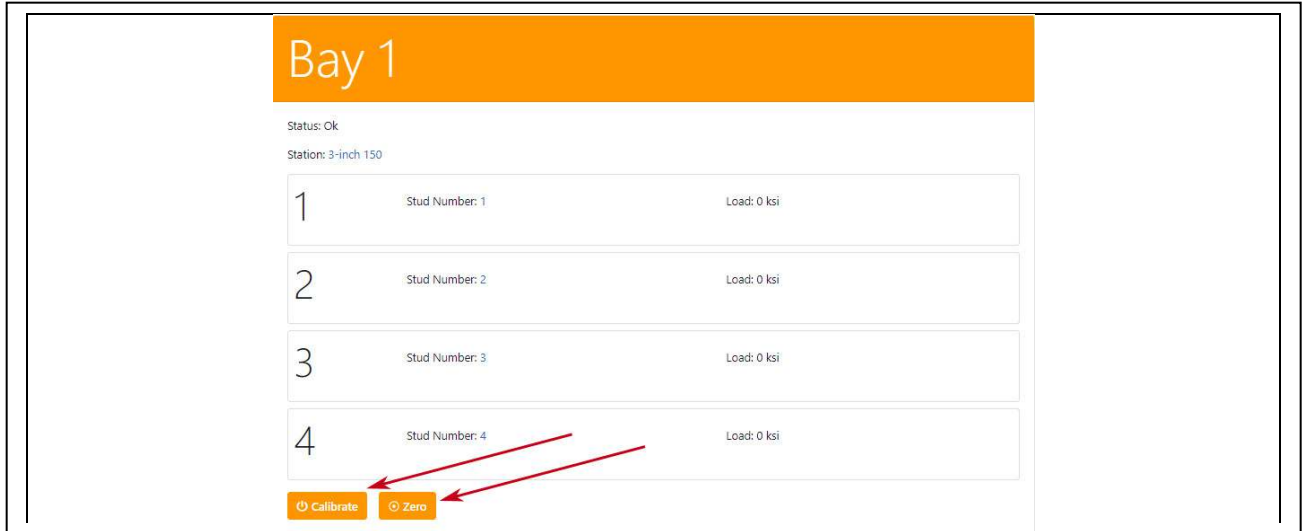 Bay 1
Status: Ok
Station: 3-inch 150
1 Stud Number: 1 Load: 0 ksi
2 Stud Number: 2 Load: 0 ksi
3 Stud Number: 3 Load: 0 ksi
4 Stud Number: 4 Load: 0 ksi
Calibrate Zero